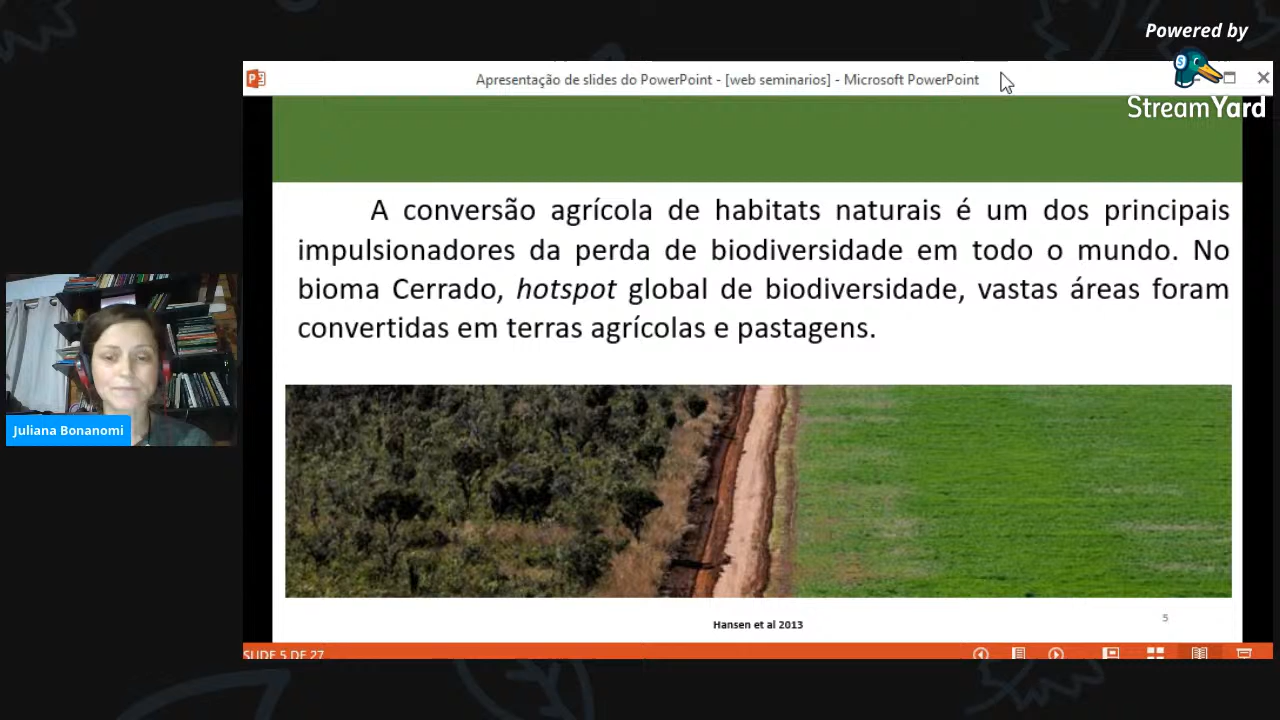 Powered by
StreamYard
Apresentação de slides do PowerPoint - [web seminarios] - Microsoft PowerPoint
A conversão agrícola de habitats naturais é um dos principais
impulsionadores da perda de biodiversidade em todo o mundo. No
bioma Cerrado, hotspot global de biodiversidade, vastas áreas foram
convertidas em terras agrícolas e pastagens.
Juliana Bonanomi
Hansen et al 2013
5
SLIDE 5 DE 27